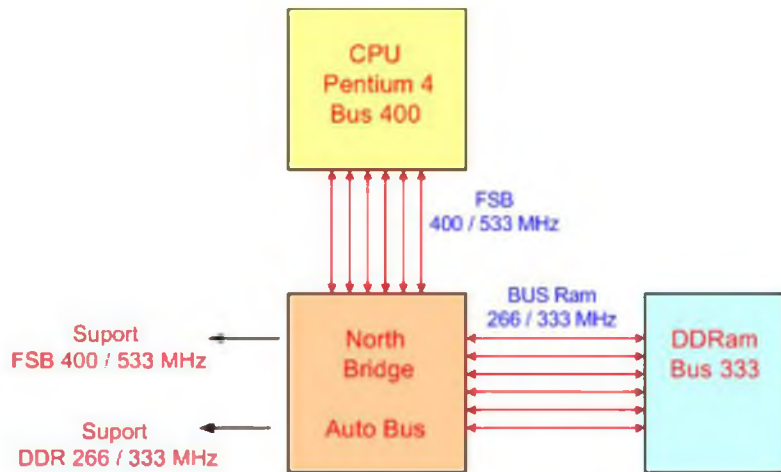 CPU
Pentium 4
Bus 400
FSB
400 / 533 MHz
BUS Ram
266 / 333 MHz
Suport
FSB 400 / 533 MHz
North
Bridge
DDRam
Bus 333
Auto Bus
Suport
DDR 266 / 333 MHz